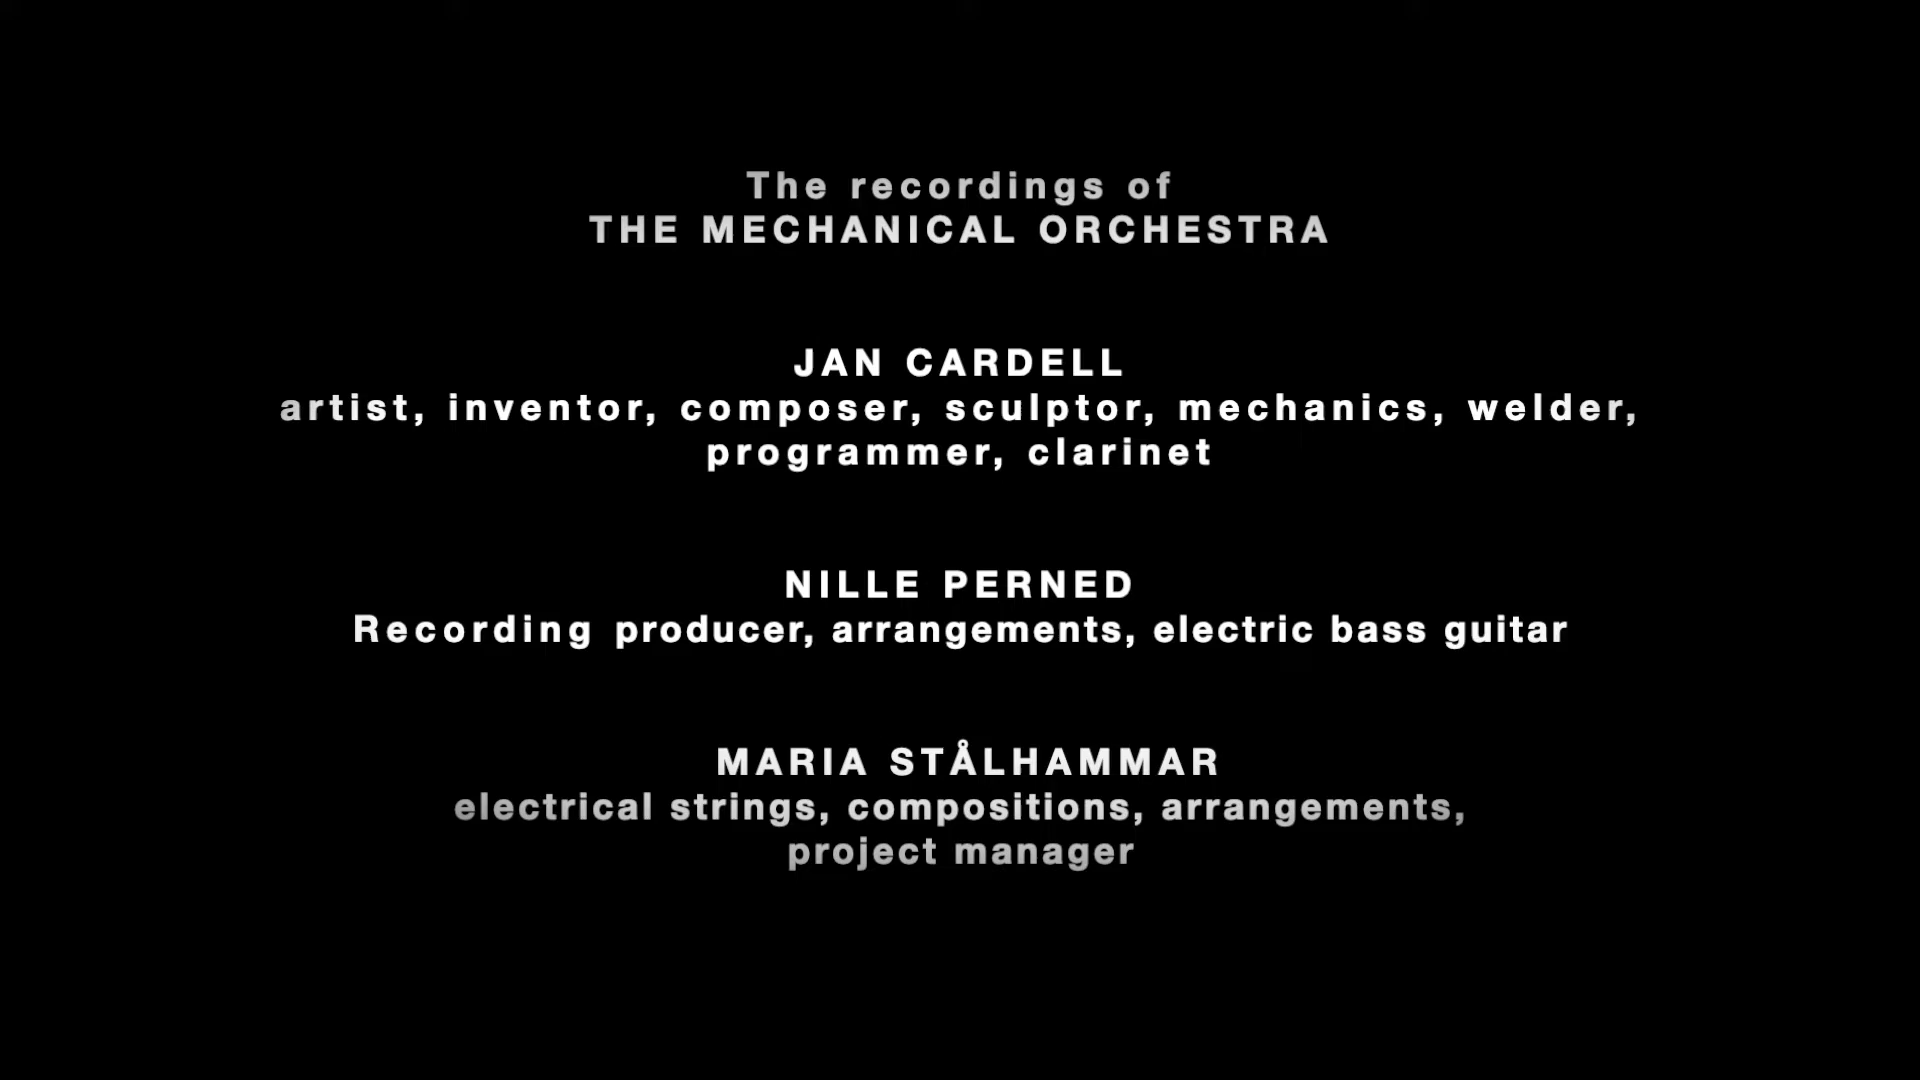 The recordings of
THE MECHANICAL ORCHESTRA
JAN CARDELL
artist, inventor, composer, sculptor, mechanics, welder,
programmer, clarinet
NILLE PERNED
Recording producer, arrangements, electric bass guitar
MARIA STÅLHAMMAR
electrical strings, compositions, arrangements,
project manager